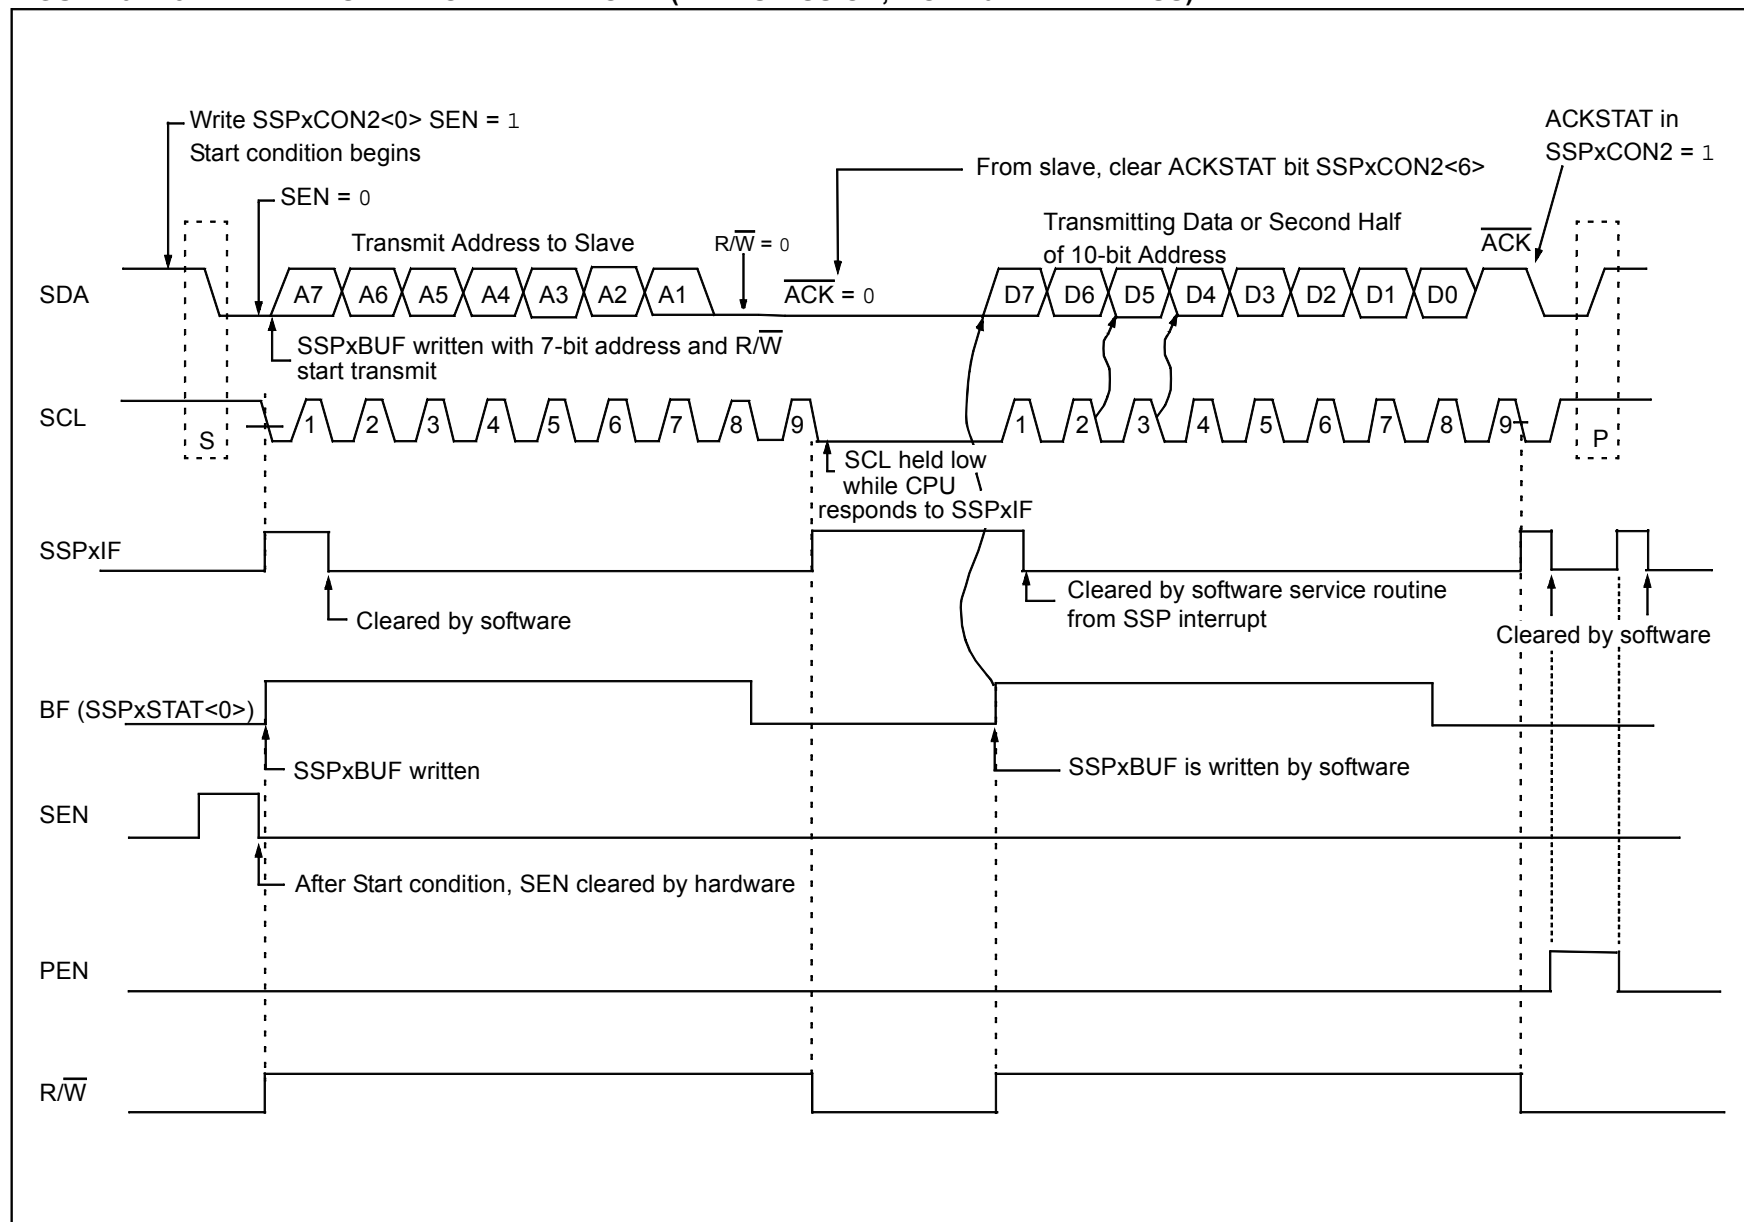 Write SSPxCON2<0> SEN = 1
Start condition begins
ACKSTAT in
SSPxCON2 = 1
From slave, clear ACKSTAT bit SSPxCON2<6>
SEN = 0
Transmit Address to Slave
R/W̅ = 0
Transmitting Data or Second Half
of 10-bit Address
A̅C̅K̅
SDA
A7 A6 A5 A4 A3 A2 A1
A̅C̅K̅ = 0
D7 D6 D5 D4 D3 D2 D1 D0
SSPxBUF written with 7-bit address and R/W̅
start transmit
SCL
S
1 2 3 4 5 6 7 8 9
1 2 3 4 5 6 7 8 9
P
SCL held low
while CPU
responds to SSPxIF
SSPxIF
Cleared by software
Cleared by software service routine
from SSP interrupt
Cleared by software
BF (SSPxSTAT<0>)
SSPxBUF written
SSPxBUF is written by software
SEN
After Start condition, SEN cleared by hardware
PEN
R/W̅